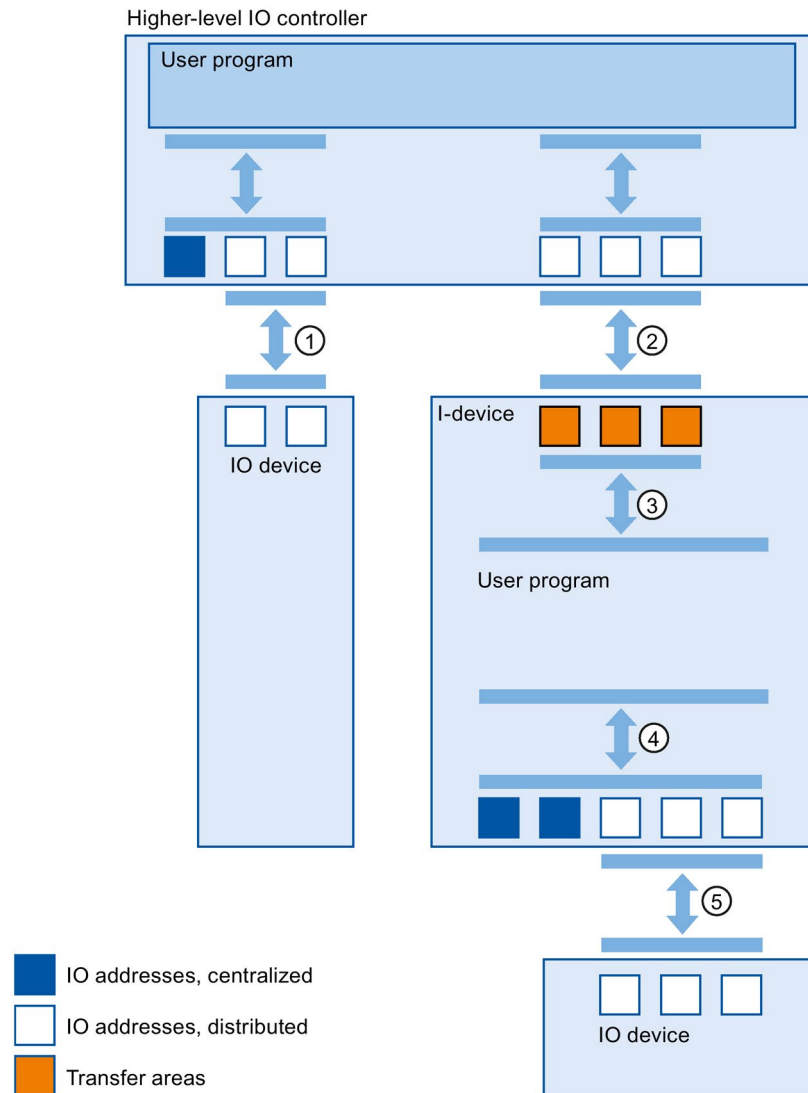 Higher-level IO controller
User program
1
2
I-device
IO device
3
User program
4
5
IO device
IO addresses, centralized
IO addresses, distributed
Transfer areas